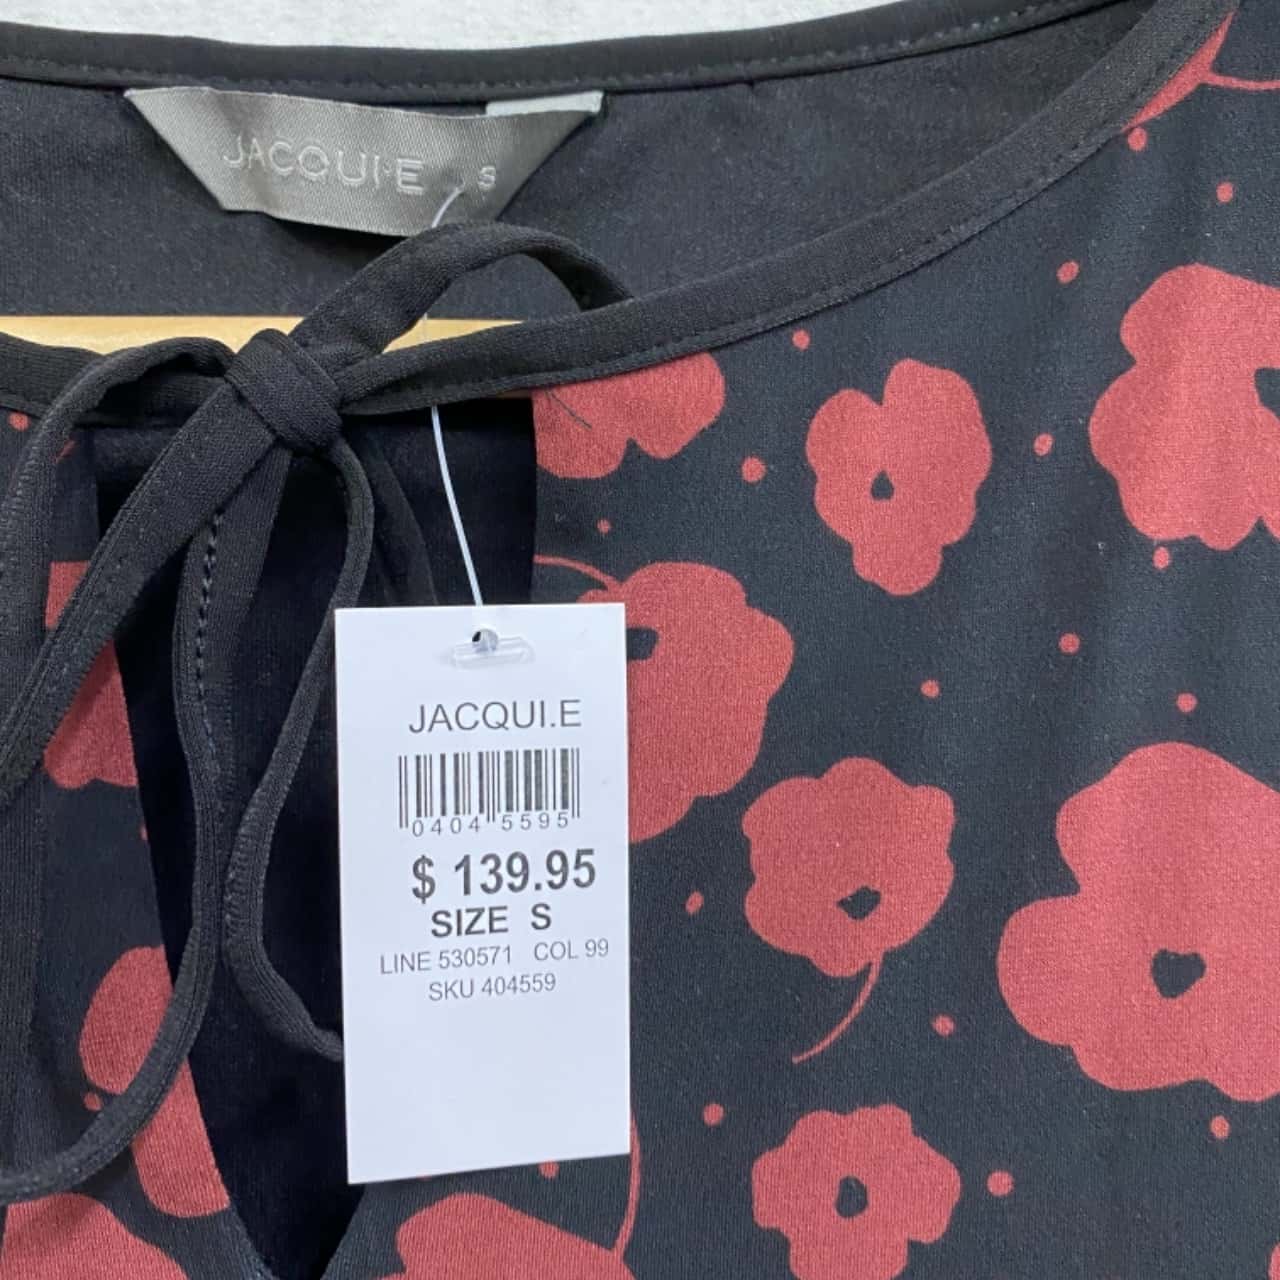 JACQUI·E S
JACQUI.E
0404 5595
$ 139.95
SIZE S
LINE 530571 COL 99
SKU 404559